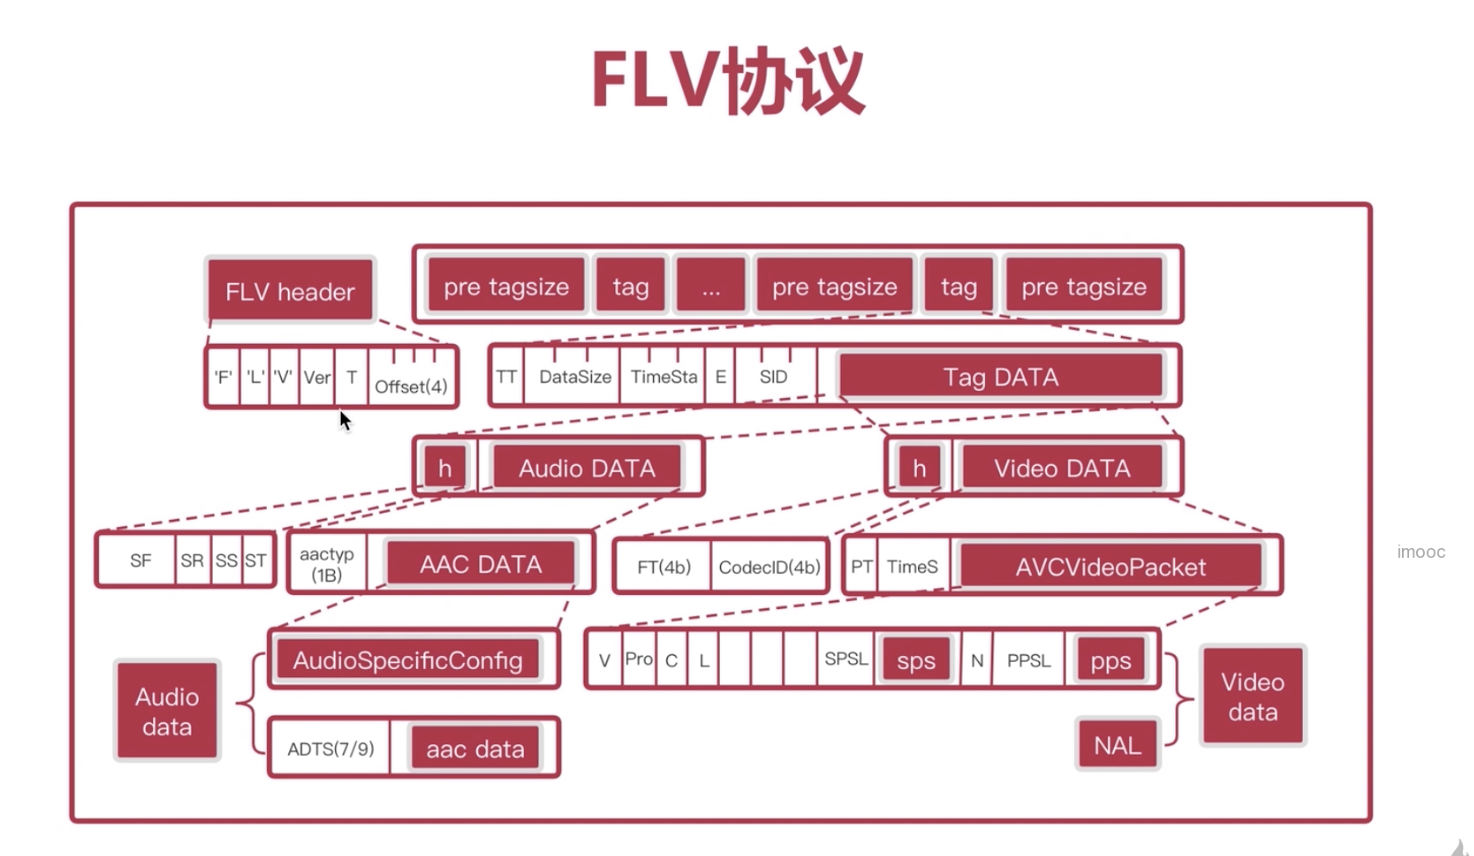 FLV协议
FLV header
pre tagsize
tag
...
pre tagsize
tag
pre tagsize
'F'
'L'
'V'
Ver
T
Offset(4)
TT
DataSize
TimeSta
E
SID
Tag DATA
h
Audio DATA
h
Video DATA
SF
SR
SS
ST
aactyp
(1B)
AAC DATA
FT(4b)
CodecID(4b)
PT
TimeS
AVCVideoPacket
imooc
AudioSpecificConfig
V
Pro
C
L
SPSL
sps
N
PPSL
pps
Audio
data
Video
data
ADTS(7/9)
aac data
NAL